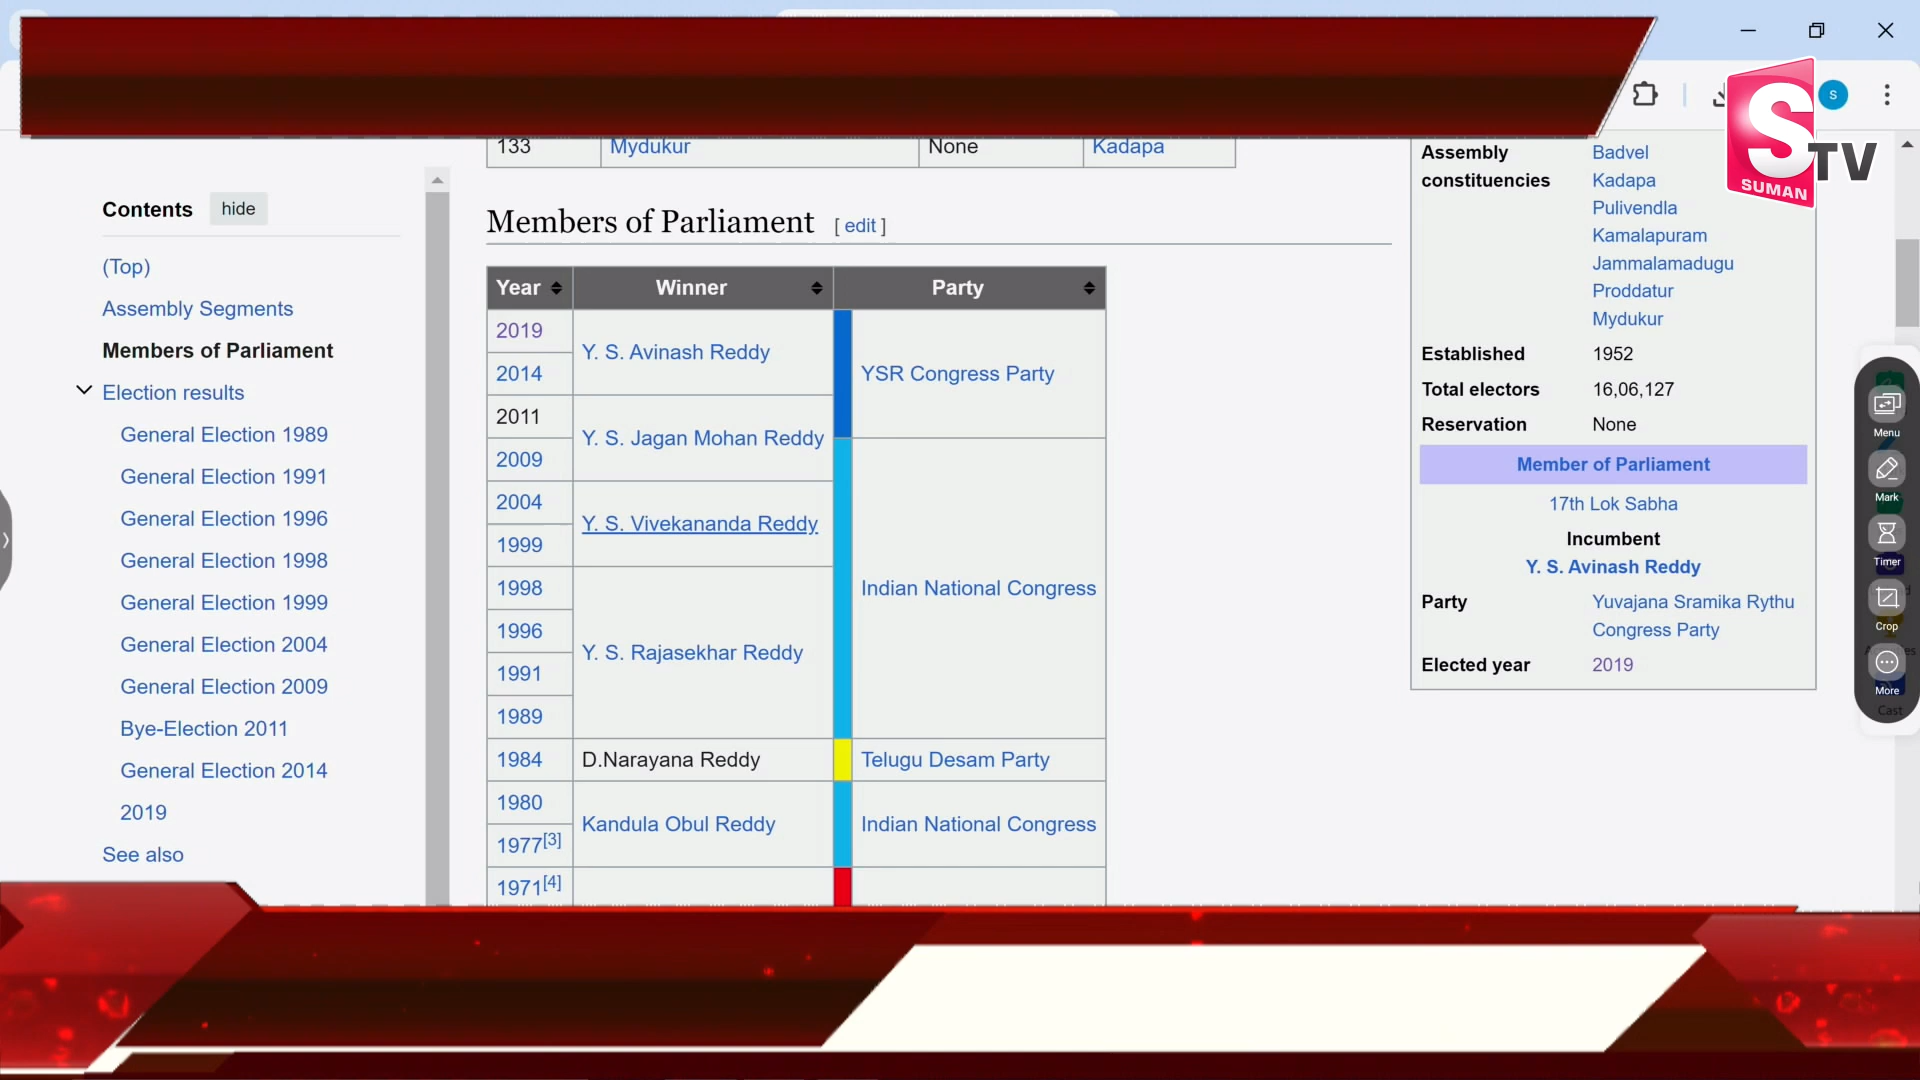 S
TV
SUMAN
S
133 Mydukur None Kadapa
Contents hide
(Top)
Assembly Segments
Members of Parliament
Election results
General Election 1989
General Election 1991
General Election 1996
General Election 1998
General Election 1999
General Election 2004
General Election 2009
Bye-Election 2011
General Election 2014
2019
See also
Members of Parliament [ edit ]
Year Winner Party
2019 Y. S. Avinash Reddy YSR Congress Party
2014
2011 Y. S. Jagan Mohan Reddy
2009 Indian National Congress
2004 Y. S. Vivekananda Reddy
1999
1998 Y. S. Rajasekhar Reddy
1996
1991
1989
1984 D.Narayana Reddy Telugu Desam Party
1980 Kandula Obul Reddy Indian National Congress
1977[3]
1971[4]
Assembly constituencies
Badvel
Kadapa
Pulivendla
Kamalapuram
Jammalamadugu
Proddatur
Mydukur
Established 1952
Total electors 16,06,127
Reservation None
Member of Parliament
17th Lok Sabha
Incumbent
Y. S. Avinash Reddy
Party Yuvajana Sramika Rythu
Congress Party
Elected year 2019
Menu
Mark
Timer
Crop
More
Cast